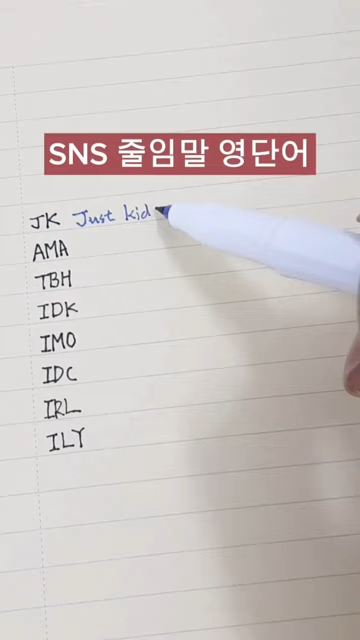 SNS 줄임말 영단어
JK Just kid
AMA
TBH
IDK
IMO
IDC
IRL
ILY